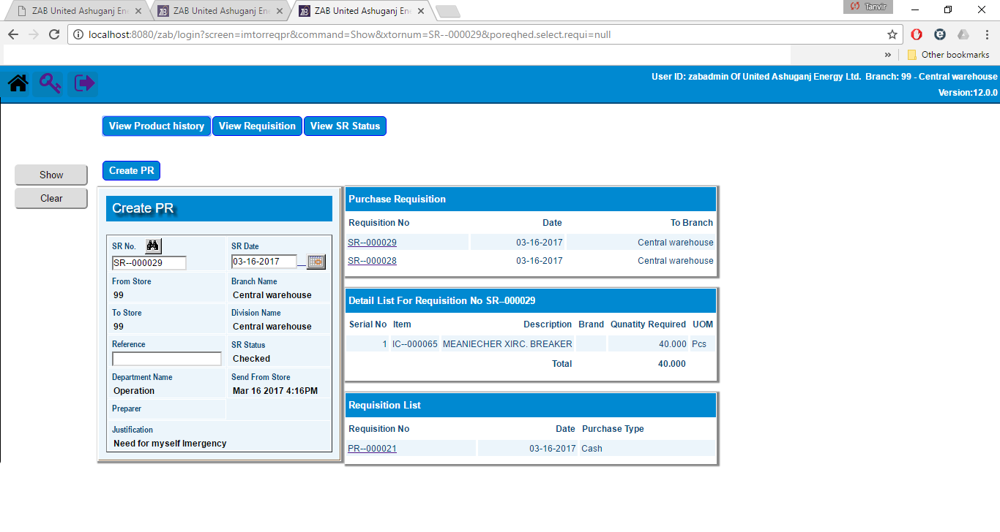 ZAB United Ashuganj En
ZAB United Ashuganj En
ZAB United Ashuganj En
Tanvir
localhost:8080/zab/login?screen=imtorreqpr&command=Show&xtornum=SR--000029&poreqhed.select.requi=null
» Other bookmarks
User ID: zabadmin Of United Ashuganj Energy Ltd. Branch: 99 - Central warehouse
Version:12.0.0
View Product history View Requisition View SR Status
Show
Clear
Create PR
Create PR
SR No. SR Date
SR--000029 03-16-2017
From Store Branch Name
99 Central warehouse
To Store Division Name
99 Central warehouse
Reference SR Status
Checked
Department Name Send From Store
Operation Mar 16 2017 4:16PM
Preparer
Justification
Need for myself Imergency
Purchase Requisition
Requisition No Date To Branch
SR--000029 03-16-2017 Central warehouse
SR--000028 03-16-2017 Central warehouse
Detail List For Requisition No SR--000029
Serial No Item Description Brand Qunatity Required UOM
1 IC--000065 MEANIECHER XIRC. BREAKER 40.000 Pcs
Total 40.000
Requisition List
Requisition No Date Purchase Type
PR--000021 03-16-2017 Cash